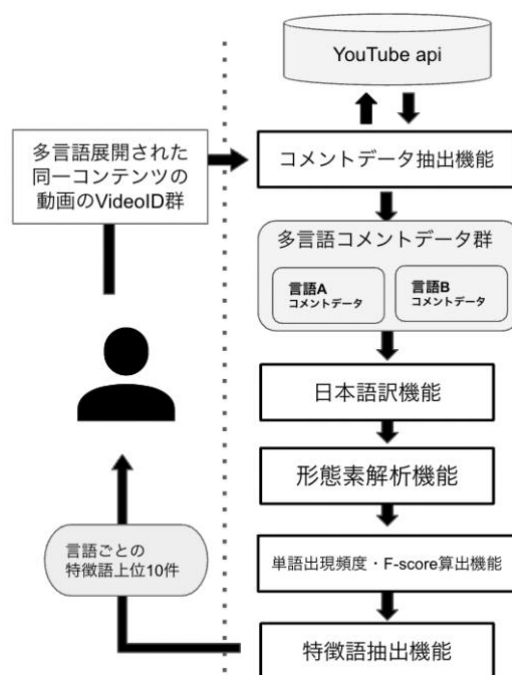 YouTube api
多言語展開された
同一コンテンツの
動画のVideoID群
コメントデータ抽出機能
多言語コメントデータ群
言語A
コメントデータ
言語B
コメントデータ
日本語訳機能
形態素解析機能
言語ごとの
特徴語上位10件
単語出現頻度・F-score算出機能
特徴語抽出機能